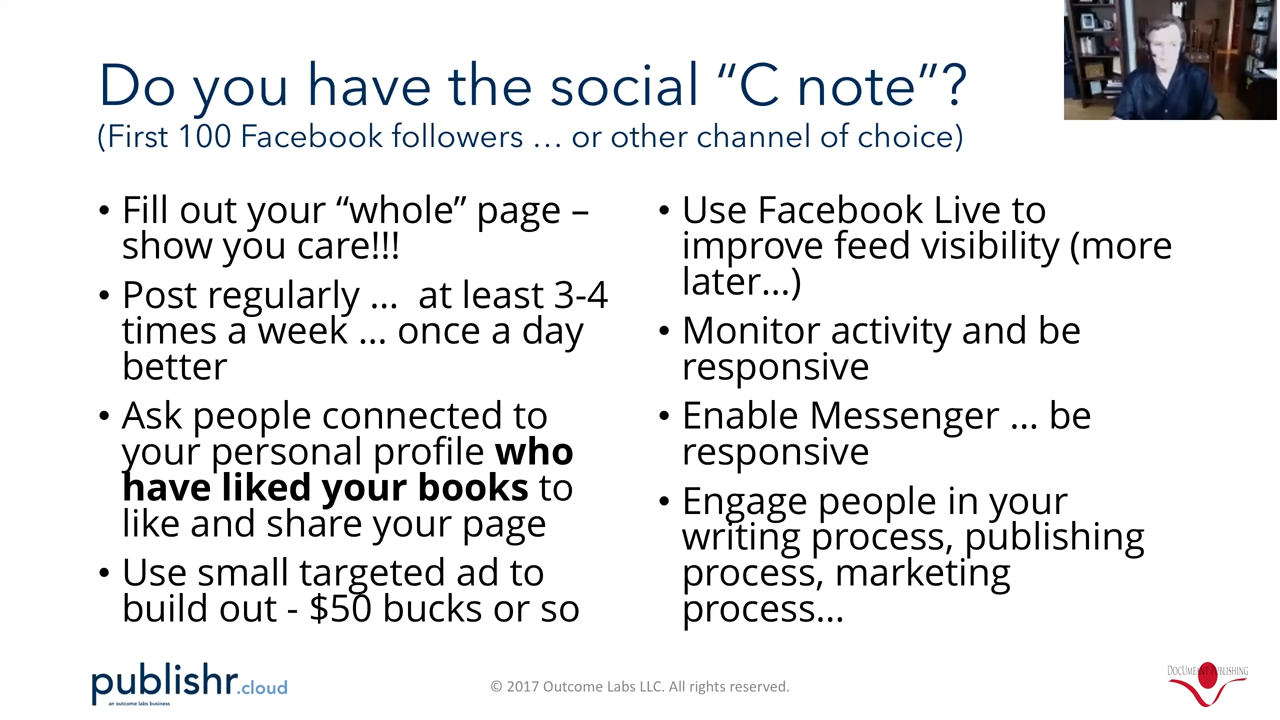 Do you have the social “C note”?
(First 100 Facebook followers … or other channel of choice)
• Fill out your “whole” page –
show you care!!!
• Post regularly … at least 3-4
times a week … once a day
better
• Ask people connected to
your personal profile who
have liked your books to
like and share your page
• Use small targeted ad to
build out - $50 bucks or so
• Use Facebook Live to
improve feed visibility (more
later…)
• Monitor activity and be
responsive
• Enable Messenger … be
responsive
• Engage people in your
writing process, publishing
process, marketing
process…
publishr.cloud
an outcome labs business
© 2017 Outcome Labs LLC. All rights reserved.
DOCUMEANT PUBLISHING